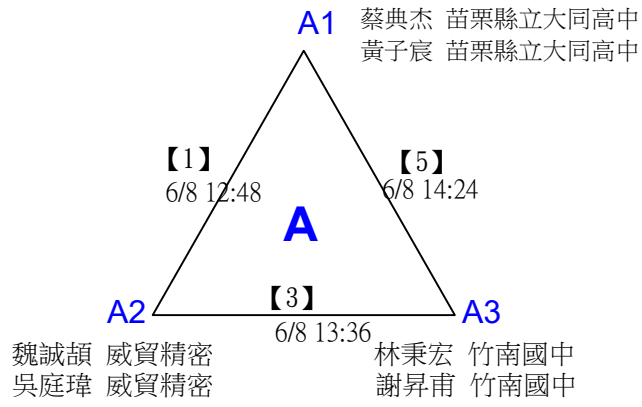 A1
蔡典杰 苗栗縣立大同高中
黃子宸 苗栗縣立大同高中
【1】
6/8 12:48
【5】
6/8 14:24
A
【3】
6/8 13:36
A2
A3
魏誠頡 威貿精密
吳庭瑋 威貿精密
林秉宏 竹南國中
謝昇甫 竹南國中